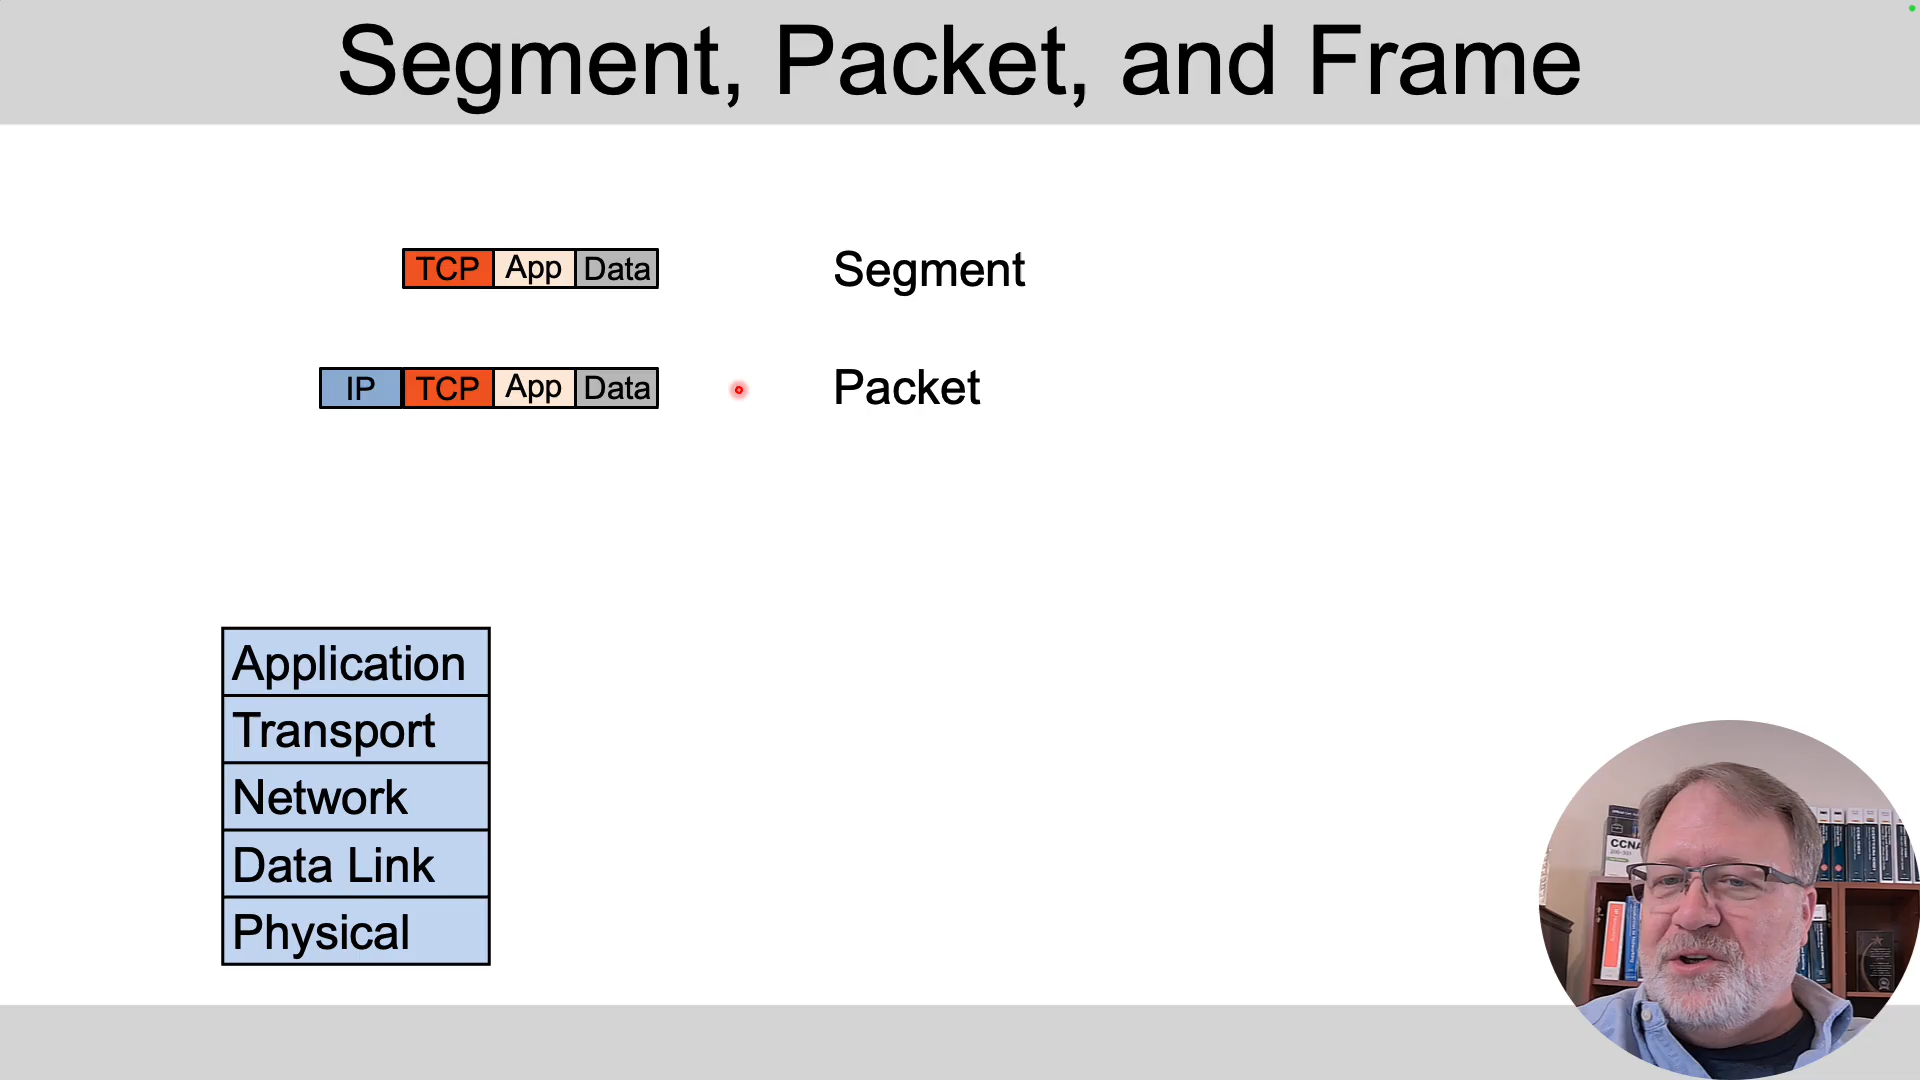 Segment, Packet, and Frame
TCP App Data Segment
IP TCP App Data Packet
Application
Transport
Network
Data Link
Physical
CCNA